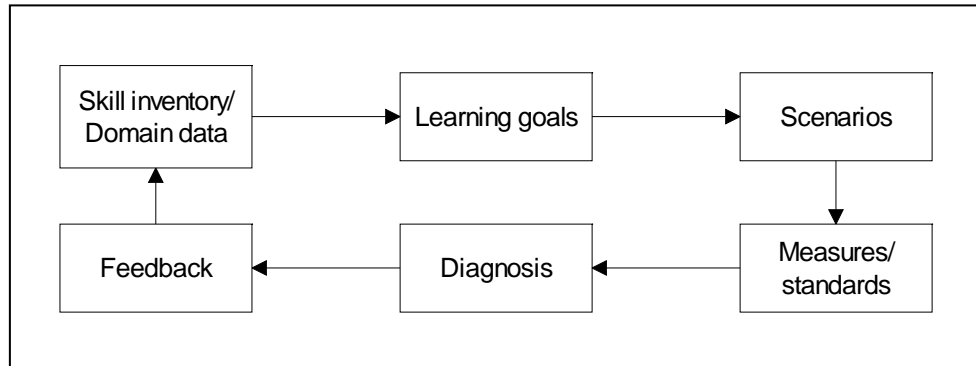 Skill inventory/
Domain data
Learning goals
Scenarios
Feedback
Diagnosis
Measures/
standards